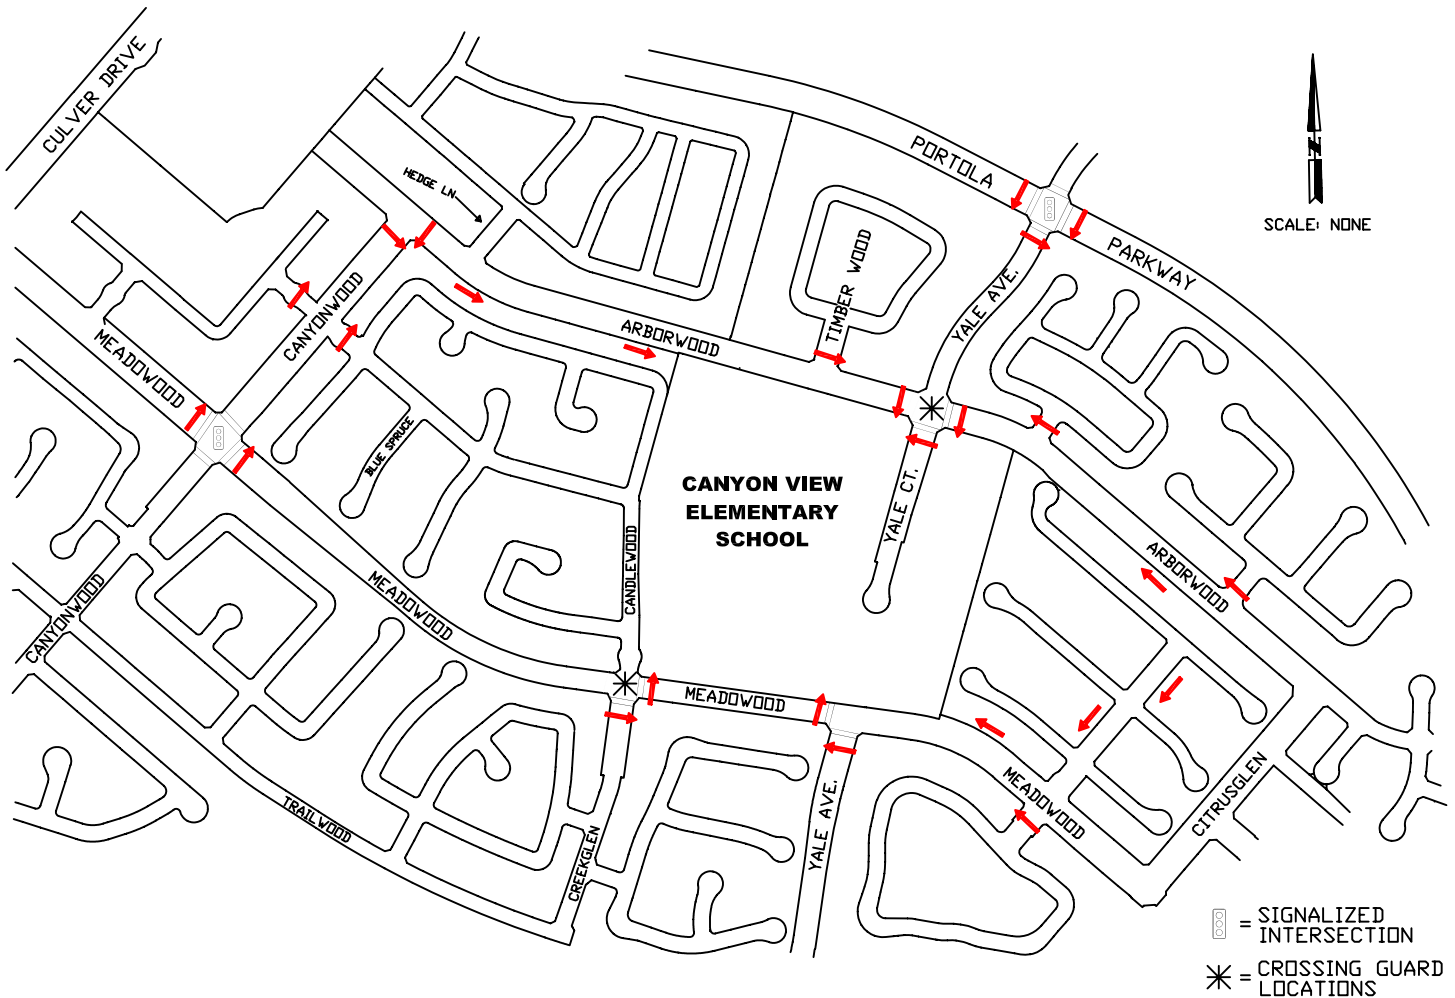 CULVER DRIVE
HEDGE LN
PORTOLA
PARKWAY
N
SCALE: NONE
CANYONWOOD
MEADOWOOD
ARBORWOOD
TIMBER WOOD
YALE AVE.
BLUE SPRUCE
CANYON VIEW
ELEMENTARY
SCHOOL
YALE CT.
CANDLEWOOD
ARBORWOOD
MEADOWOOD
CANYONWOOD
MEADOWOOD
MEADOWOOD
CITRUSGLEN
TRAILWOOD
CREEKGLEN
YALE AVE.
= SIGNALIZED
INTERSECTION
= CROSSING GUARD
LOCATIONS